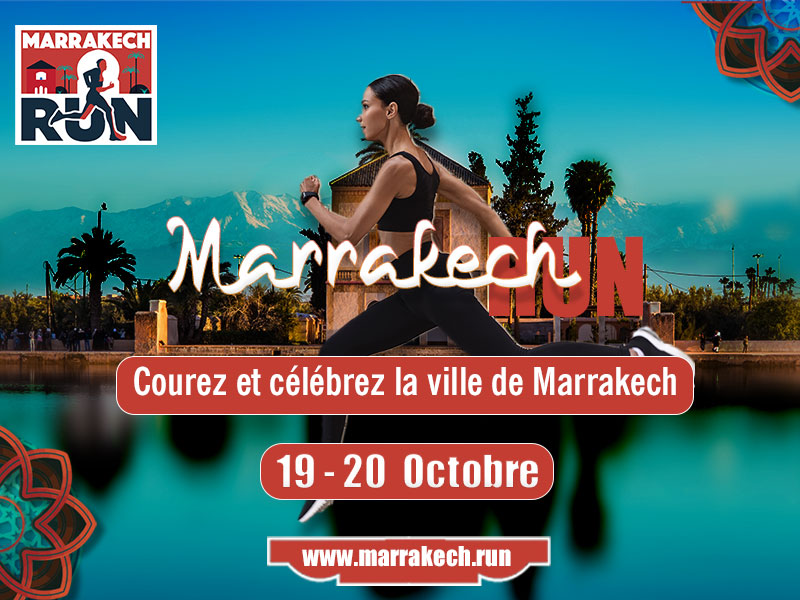 MARRAKECH
RUN
Marrakech RUN
Courez et célébrez la ville de Marrakech
19 - 20 Octobre
www.marrakech.run